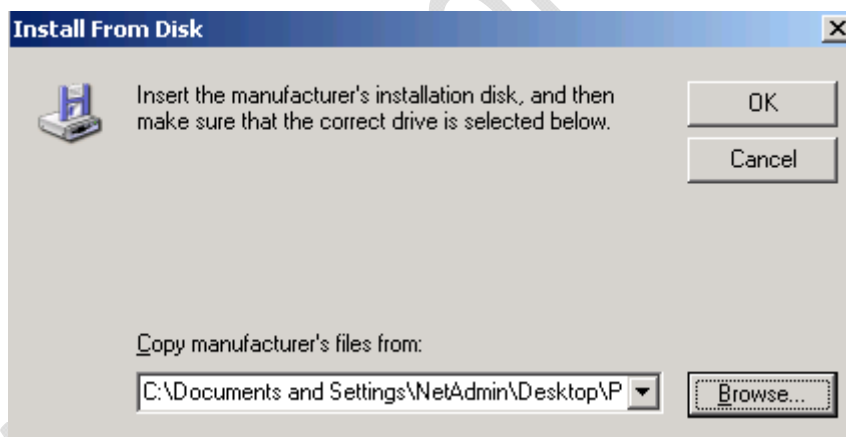 Install From Disk
Insert the manufacturer's installation disk, and then
make sure that the correct drive is selected below.
OK
Cancel
Copy manufacturer's files from:
C:\Documents and Settings\NetAdmin\Desktop\P
Browse...